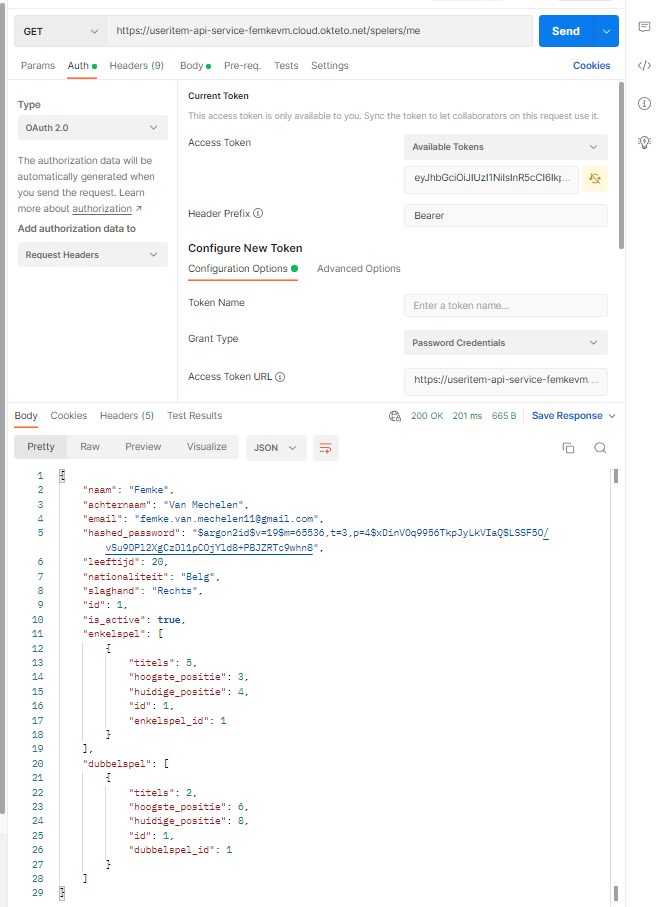 GET
https://useritem-api-service-femkevm.cloud.okteto.net/spelers/me
Send
Params Auth Headers (9) Body Pre-req. Tests Settings Cookies
Type
OAuth 2.0
The authorization data will be
automatically generated when
you send the request. Learn
more about authorization ↗
Add authorization data to
Request Headers
Current Token
This access token is only available to you. Sync the token to let collaborators on this request use it.
Access Token
Available Tokens
Header Prefix
Bearer
Configure New Token
Configuration Options Advanced Options
Token Name
Enter a token name...
Grant Type
Password Credentials
Access Token URL
https://useritem-api-service-femkevm....
Body Cookies Headers (5) Test Results 200 OK 201 ms 665 B Save Response
Pretty Raw Preview Visualize JSON
1 {
2 "naam": "Femke",
3 "achternaam": "Van Mechelen",
4 "email": "femke.van.mechelen11@gmail.com",
5 "hashed_password": "$argon2id$v=19$m=65536,t=3,p=4
6 "leeftijd": 20,
7 "nationaliteit": "Belg",
8 "slaghand": "Rechts",
9 "id": 1,
10 "is_active": true,
11 "enkelspel": [
12 {
13 "titels": 5,
14 "hoogste_positie": 3,
15 "huidige_positie": 4,
16 "id": 1,
17 "enkelspel_id": 1
18 }
19 ],
20 "dubbelspel": [
21 {
22 "titels": 2,
23 "hoogste_positie": 6,
24 "huidige_positie": 8,
25 "id": 1,
26 "dubbelspel_id": 1
27 }
28 ]
29 }